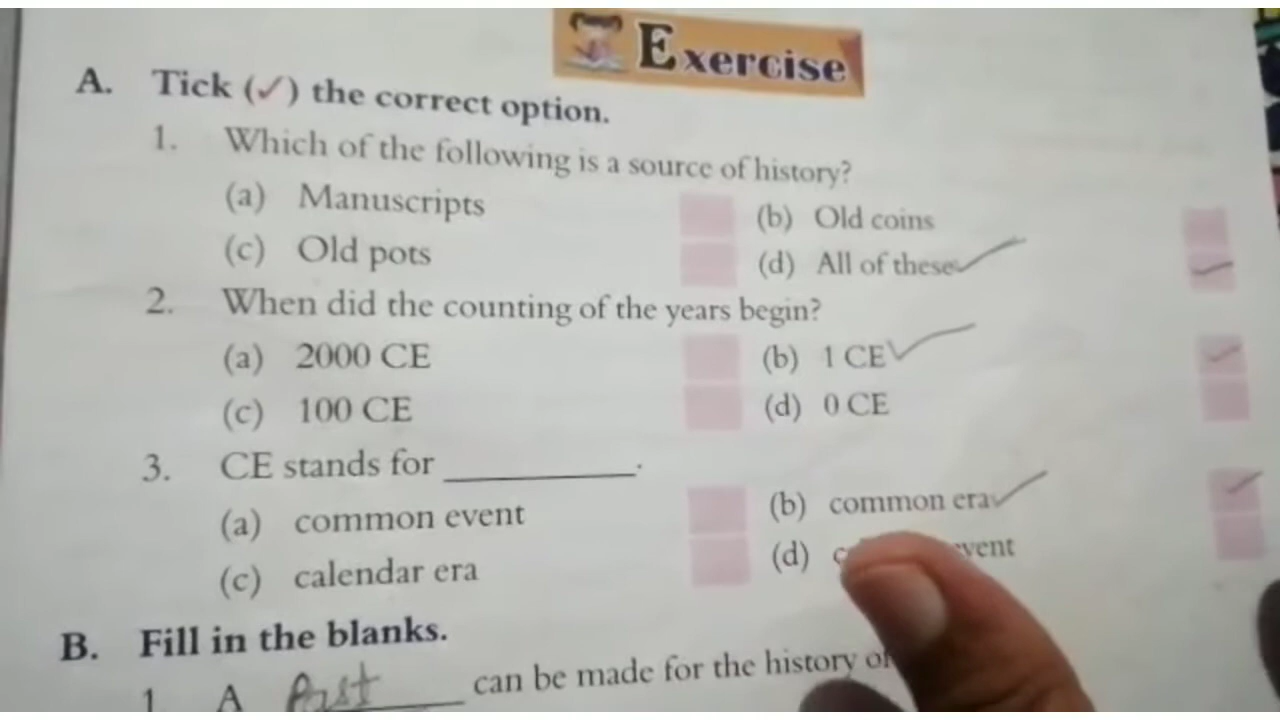 Exercise
A. Tick (✓) the correct option.
1. Which of the following is a source of history?
(a) Manuscripts (b) Old coins
(c) Old pots (d) All of these
2. When did the counting of the years begin?
(a) 2000 CE (b) 1 CE
(c) 100 CE (d) 0 CE
3. CE stands for ___________.
(a) common event (b) common era
(c) calendar era (d)
B. Fill in the blanks.
1. A Past can be made for the history